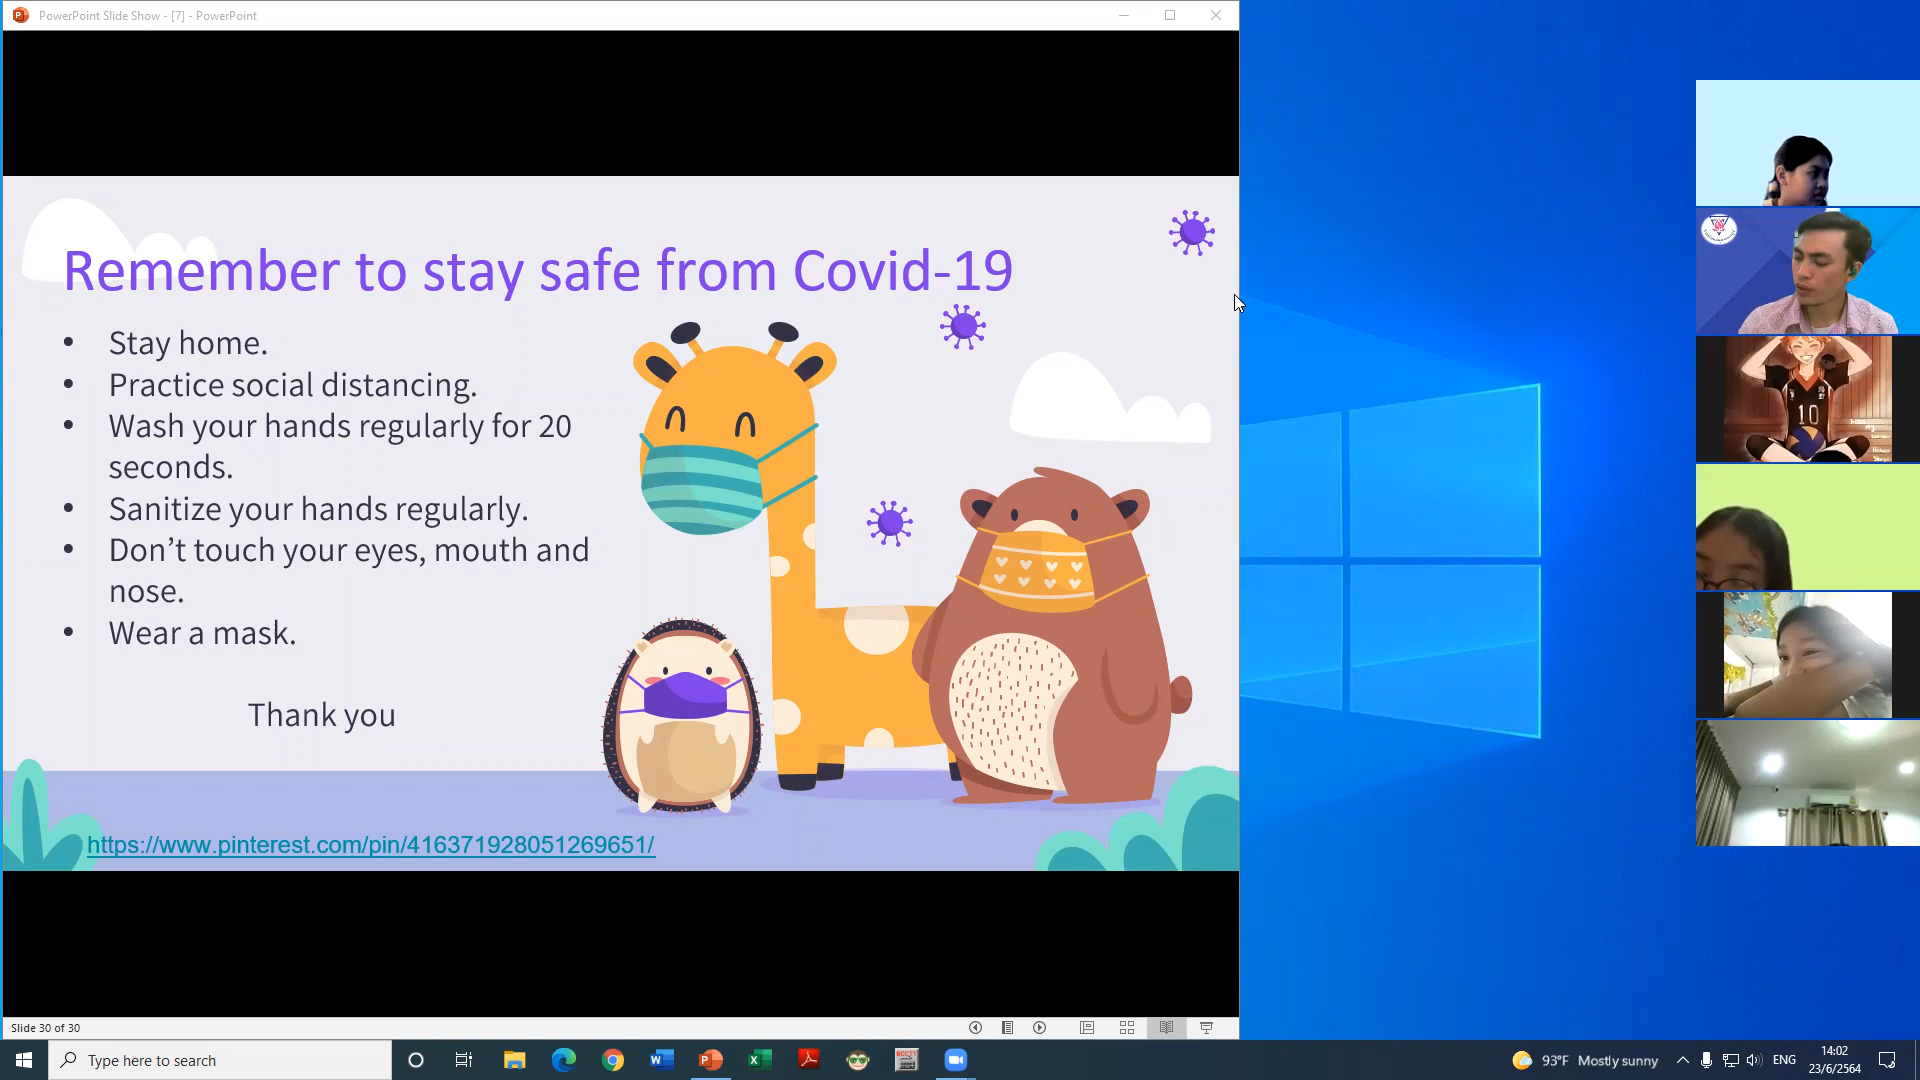 PowerPoint Slide Show - [7] - PowerPoint
Remember to stay safe from Covid-19
• Stay home.
• Practice social distancing.
• Wash your hands regularly for 20
seconds.
• Sanitize your hands regularly.
• Don’t touch your eyes, mouth and
nose.
• Wear a mask.
Thank you
https://www.pinterest.com/pin/416371928051269651/
10
Slide 30 of 30
Type here to search
93°F Mostly sunny
ENG
14:02
23/6/2564